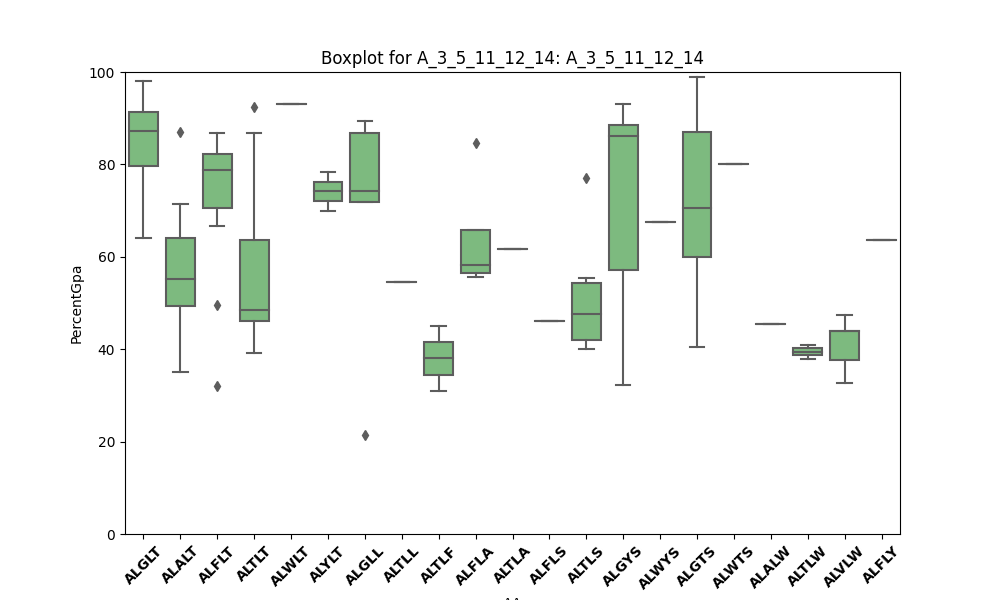 Boxplot for A_3_5_11_12_14: A_3_5_11_12_14
100
80
60
40
20
0
PercentGpa
ALGLT
ALALT
ALFLT
ALTLT
ALWLT
ALYLT
ALGLL
ALTLL
ALTLF
ALFLA
ALTLA
ALFLS
ALTLS
ALGYS
ALWYS
ALGTS
ALWTS
ALALW
ALTLW
ALVLW
ALFLY